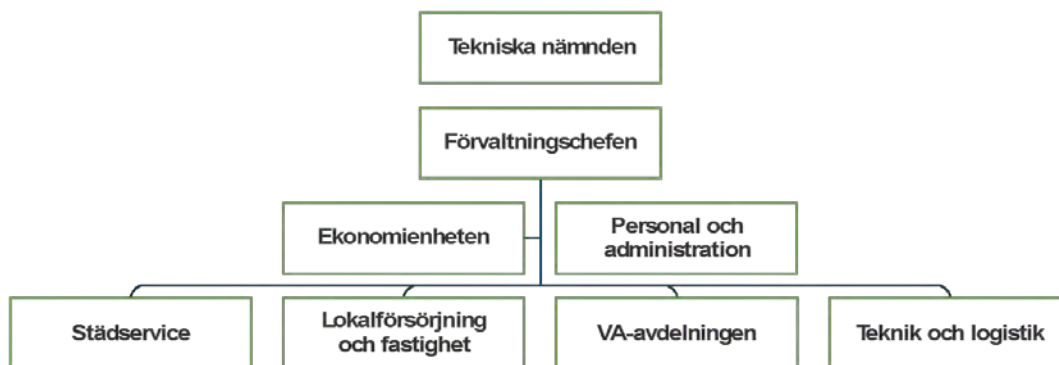 Tekniska nämnden
Förvaltningschefen
Ekonomienheten
Personal och
administration
Städservice
Lokalförsörjning
och fastighet
VA-avdelningen
Teknik och logistik